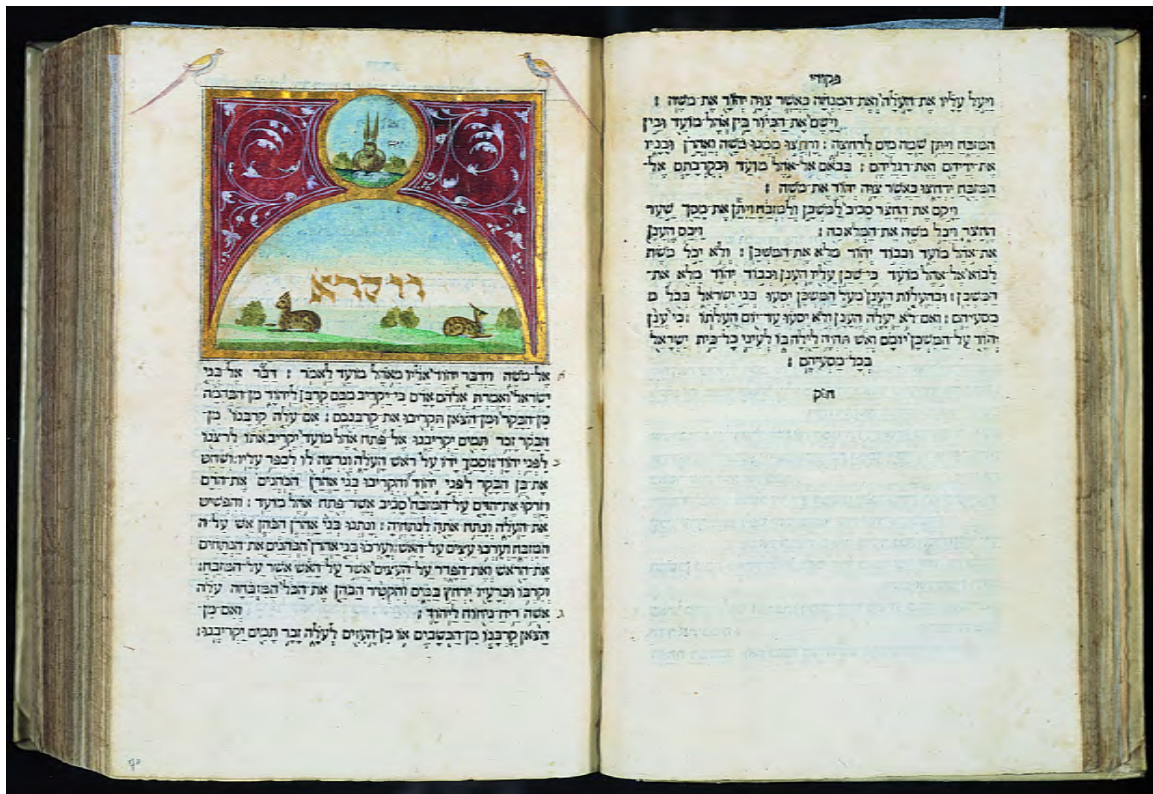 פקודי
ויעל עליו את העלה ואת המנחה כאשר צוה יהוה את משה :
וישם את הכיור בין אהל מועד ובין
המזבח ויתן שמה מים לרחצה : ורחצו ממנו משה ואהרן ובניו
את ידיהם ואת רגליהם : בבאם אל אהל מועד ובקרבתם אל־
המזבח ירחצו כאשר צוה יהוה את משה :
ויקם את החצר סביב למשכן ולמזבח ויתן את מסך שער
החצר ויכל משה את המלאכה : ויכס הענן
את אהל מועד וכבוד יהוה מלא את המשכן : ולא יכל משה
לבוא אל אהל מועד כי שכן עליו הענן וכבוד יהוה מלא את־
המשכן : ובהעלות הענן מעל המשכן יסעו בני ישראל בכל מ
מסעיהם : ואם לא יעלה הענן ולא יסעו עד יום העלתו : כי ענן
יהוה על המשכן יומם ואש תהיה לילה בו לעיני כל בית ישראל
בכל מסעיהם :
חזק
ויקרא
אל משה וידבר יהוה אליו מאהל מועד לאמר : דבר אל בני
ישראל ואמרת אלהם אדם כי יקריב מכם קרבן ליהוה מן הבהמה
מן הבקר ומן הצאן תקריבו את קרבנכם : אם עלה קרבנו מן
הבקר זכר תמים יקריבנו אל פתח אהל מועד יקריב אתו לרצנו
לפני יהוה : וסמך ידו על ראש העלה ונרצה לו לכפר עליו : ושחט
את בן הבקר לפני יהוה והקריבו בני אהרן הכהנים את הדם
וזרקו את הדם על המזבח סביב אשר פתח אהל מועד : והפשיט
את העלה ונתח אתה לנתחיה : ונתנו בני אהרן הכהן אש על ה
המזבח וערכו עצים על האש : וערכו בני אהרן הכהנים את הנתחים
את הראש ואת הפדר על העצים אשר על האש אשר על המזבח :
וקרבו וכרעיו ירחץ במים והקטיר הכהן את הכל המזבחה עלה
אשה ריח ניחוח ליהוה : ואם מן
הצאן קרבנו מן הכשבים או מן העזים לעלה זכר תמים יקריבנו :